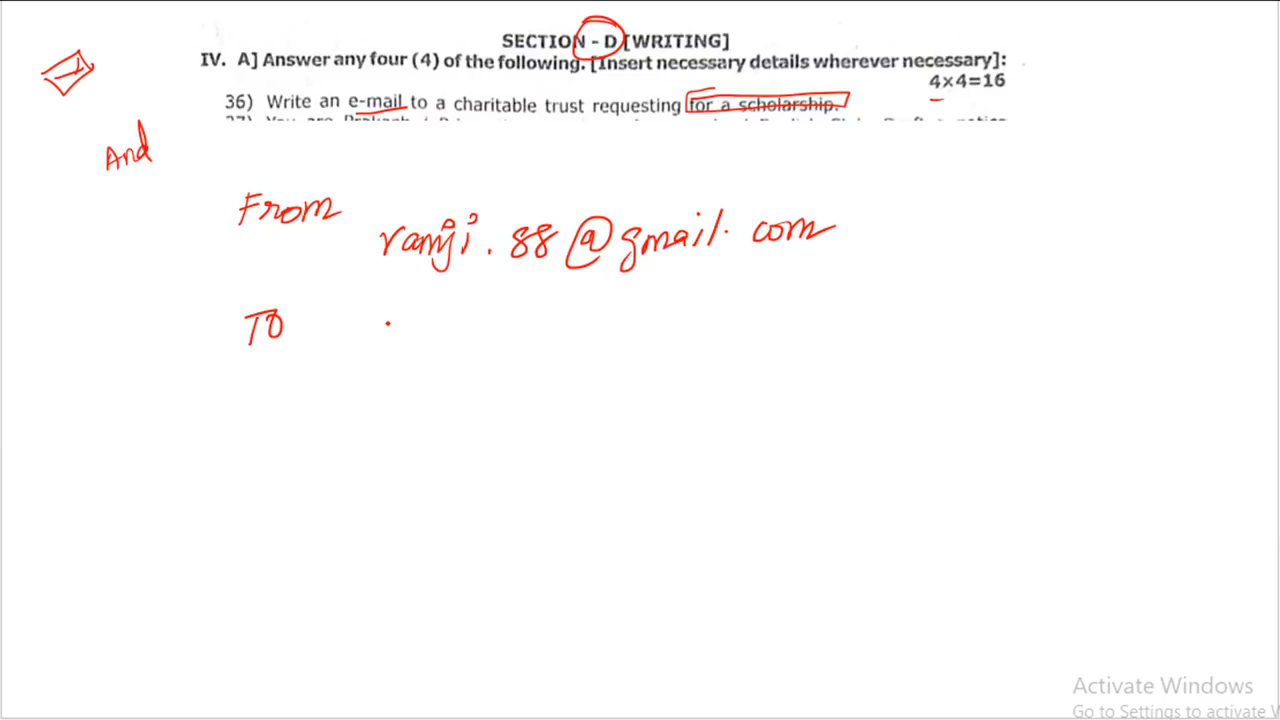 SECTION - D [WRITING]
IV. A] Answer any four (4) of the following. [Insert necessary details wherever necessary]:
4×4=16
36) Write an e-mail to a charitable trust requesting for a scholarship.
And
From
ramji.88@gmail.com
To
Activate Windows
Go to Settings to activate W